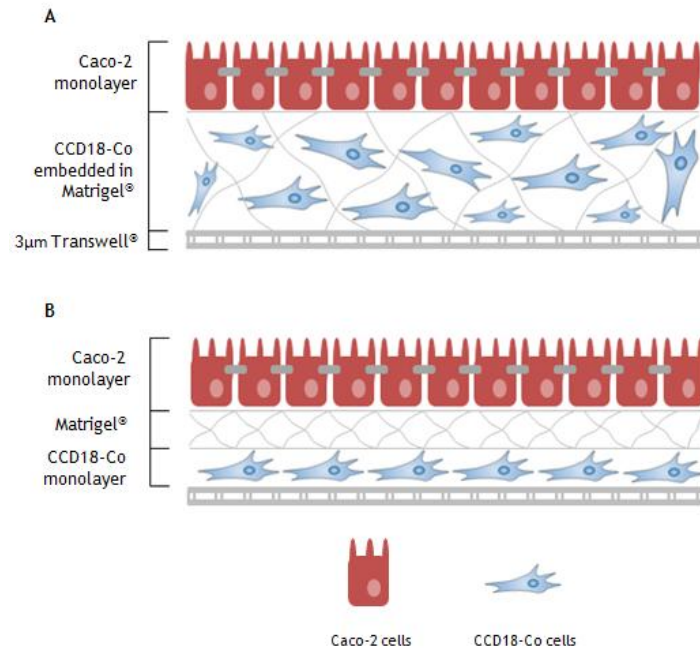 A
Caco-2
monolayer
CCD18-Co
embedded in
Matrigel®
3µm Transwell®
B
Caco-2
monolayer
Matrigel®
CCD18-Co
monolayer
Caco-2 cells
CCD18-Co cells